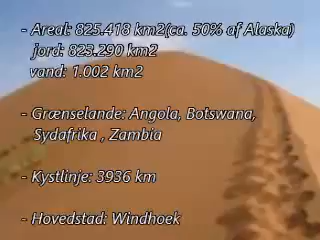 - Areal: 825.418 km2(ca. 50% af Alaska)
jord: 823.290 km2
vand: 1.002 km2
- Grænselande: Angola, Botswana,
Sydafrika , Zambia
- Kystlinje: 3936 km
- Hovedstad: Windhoek